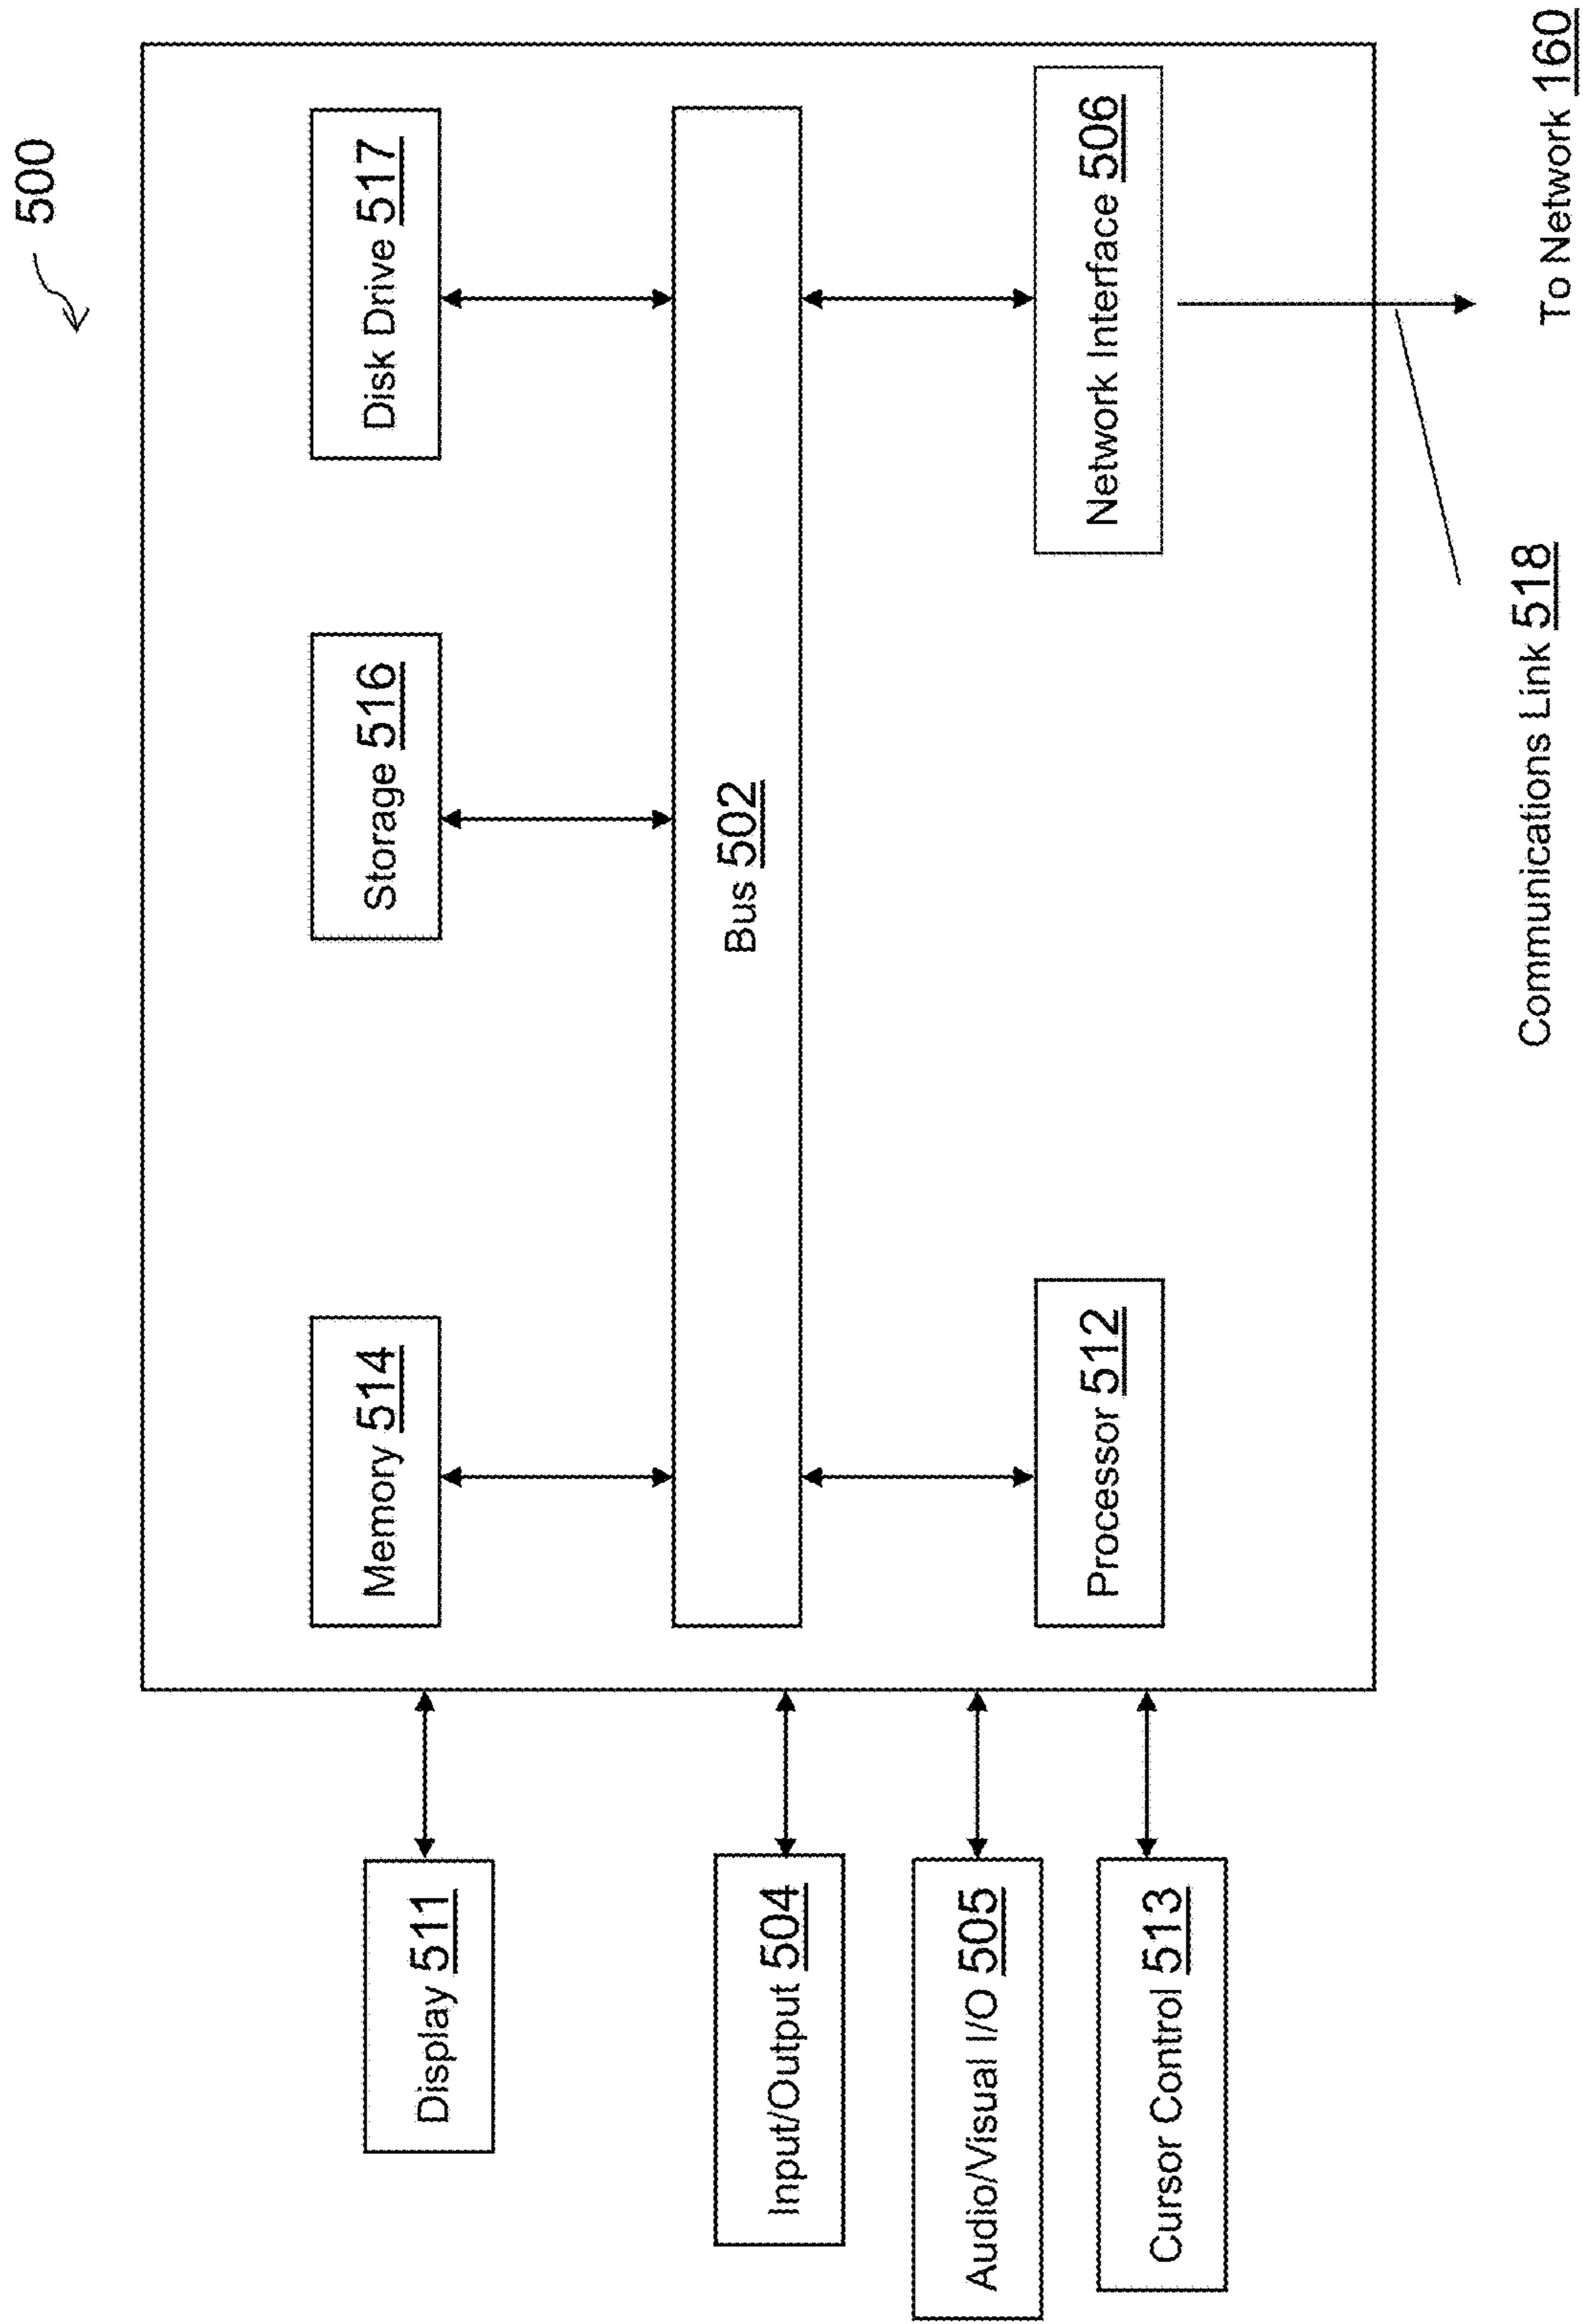 500
Display 511
Memory 514
Storage 516
Disk Drive 517
Bus 502
Input/Output 504
Audio/Visual I/O 505
Cursor Control 513
Processor 512
Network Interface 506
Communications Link 518
To Network 160